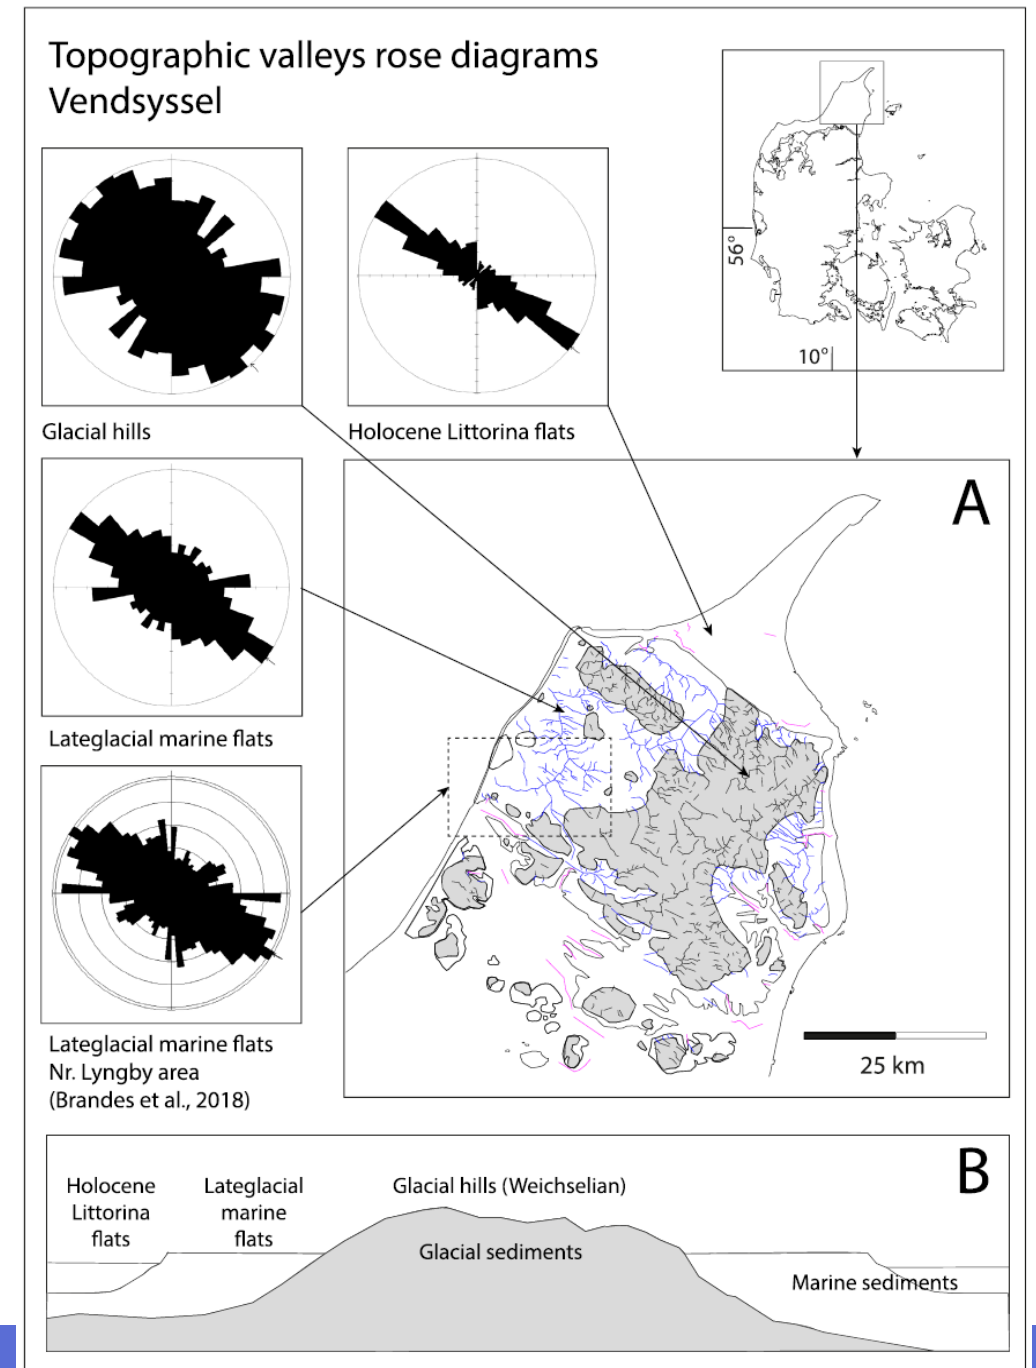 Topographic valleys rose diagrams
Vendsyssel
56°
10°
Glacial hills
Holocene Littorina flats
A
Lateglacial marine flats
Lateglacial marine flats
Nr. Lyngby area
(Brandes et al., 2018)
25 km
B
Holocene
Littorina
flats
Lateglacial
marine
flats
Glacial hills (Weichselian)
Glacial sediments
Marine sediments